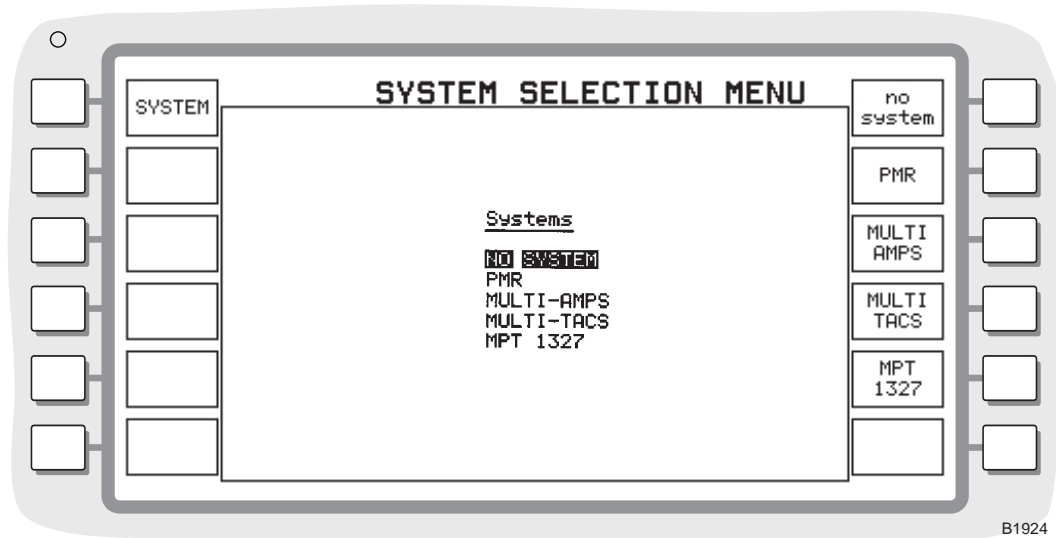 SYSTEM SELECTION MENU
SYSTEM
Systems
NO SYSTEM
PMR
MULTI-AMPS
MULTI-TACS
MPT 1327
no
system
PMR
MULTI
AMPS
MULTI
TACS
MPT
1327
B1924